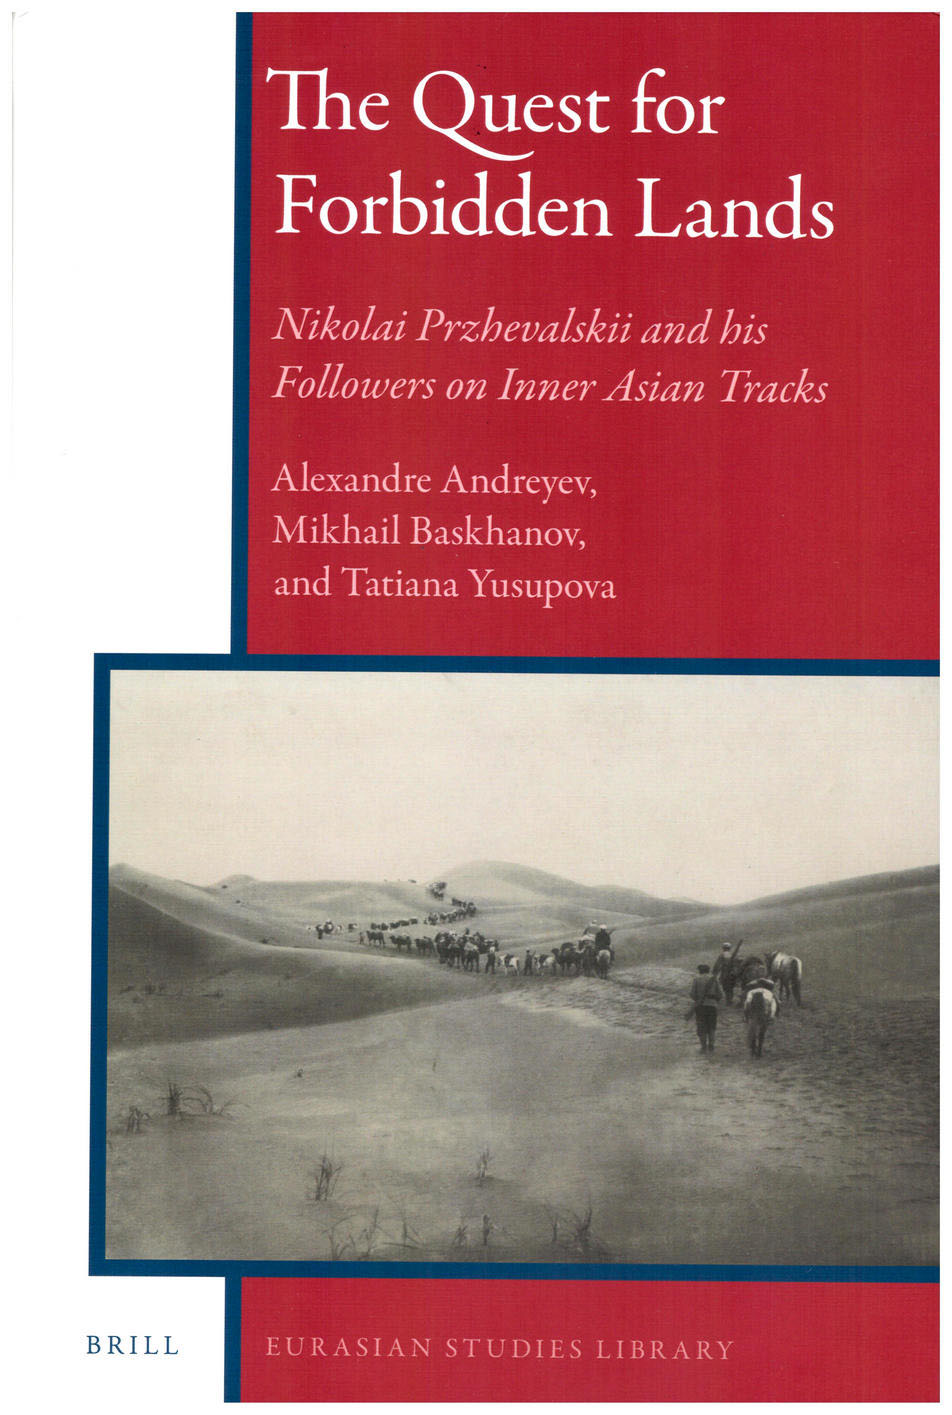 The Quest for
Forbidden Lands
Nikolai Przhevalskii and his
Followers on Inner Asian Tracks
Alexandre Andreyev,
Mikhail Baskhanov,
and Tatiana Yusupova
BRILL
EURASIAN STUDIES LIBRARY